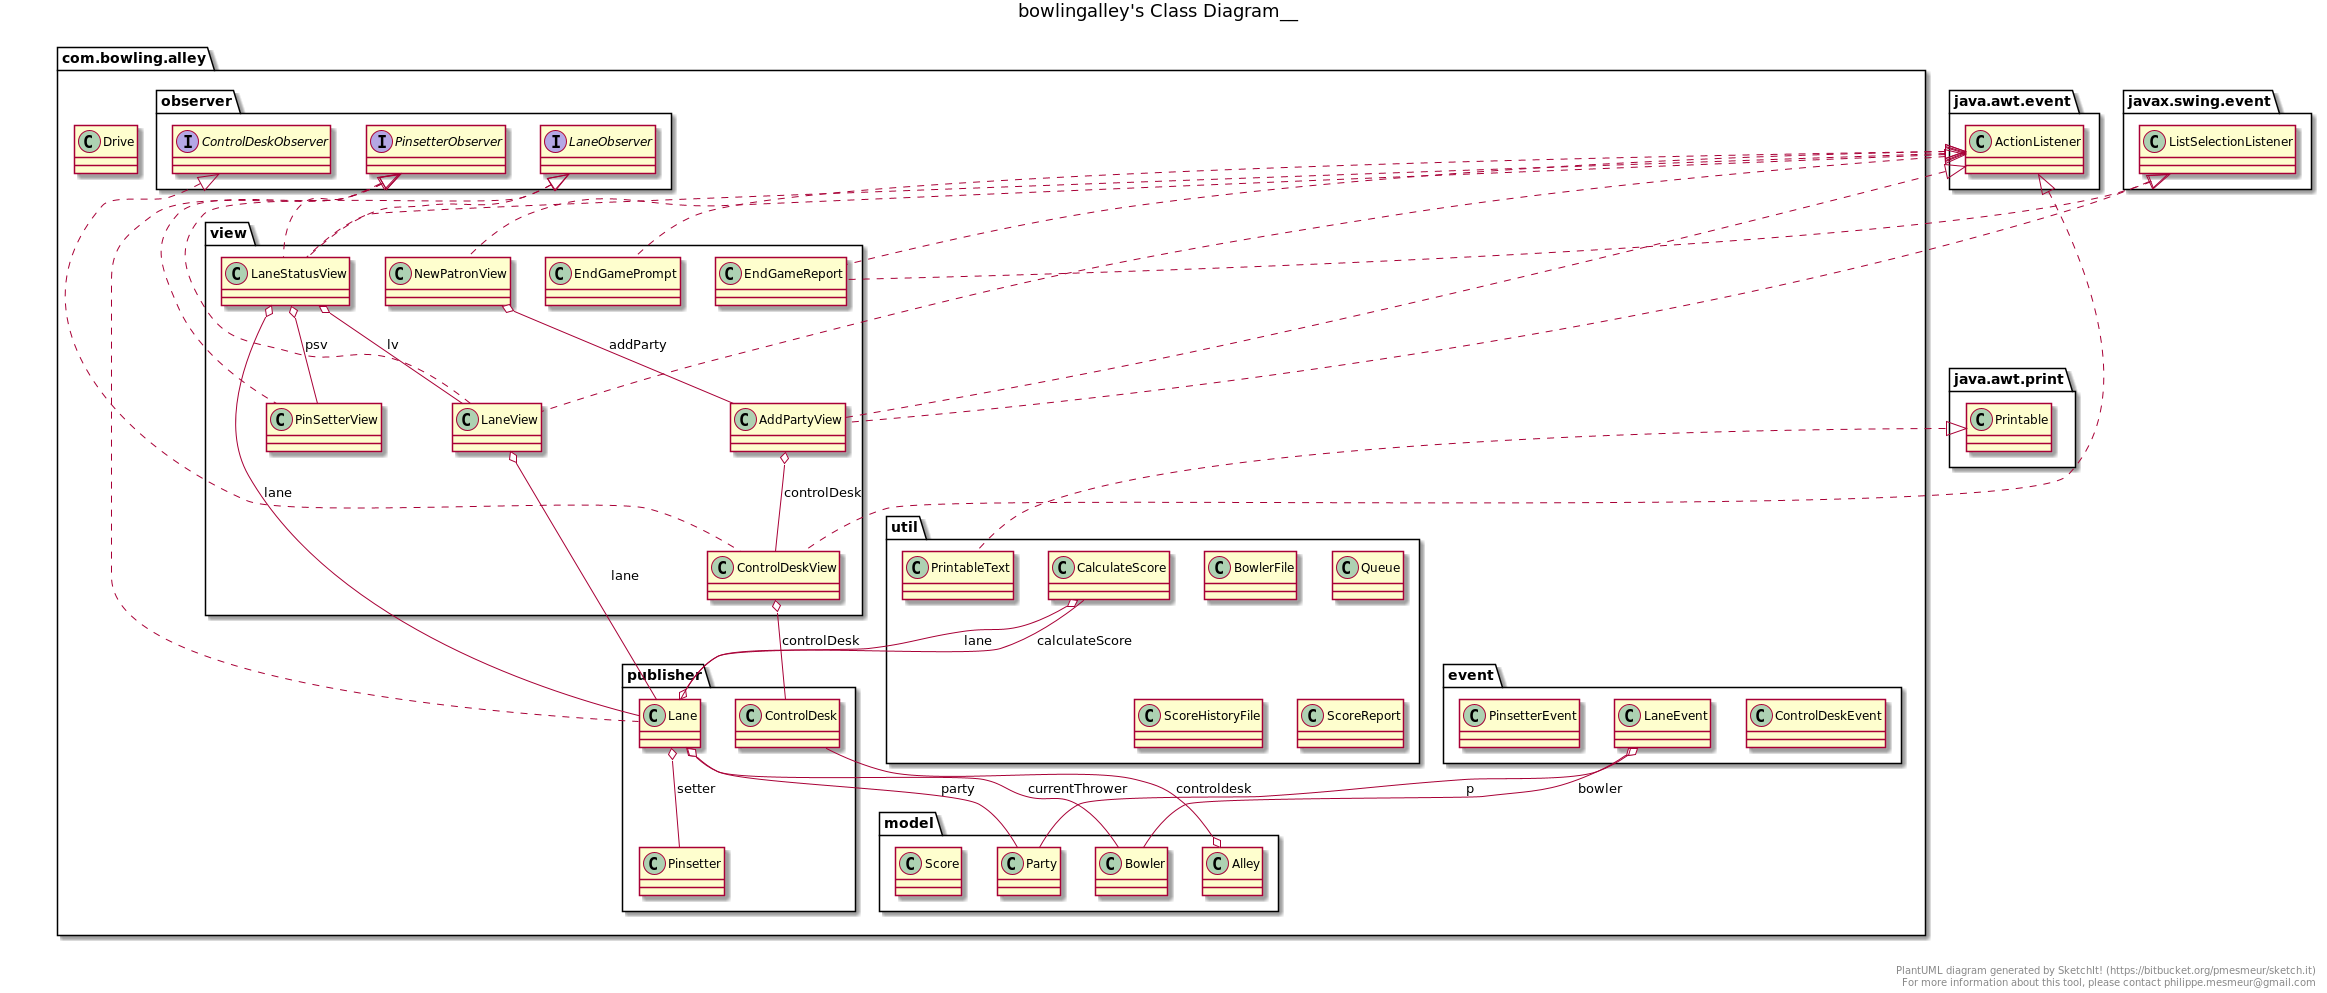 bowlingalley's Class Diagram__
com.bowling.alley
observer
java.awt.event
javax.swing.event
C Drive
I ControlDeskObserver
I PinsetterObserver
I LaneObserver
C ActionListener
C ListSelectionListener
view
C LaneStatusView
C NewPatronView
C EndGamePrompt
C EndGameReport
psv
lv
addParty
java.awt.print
C PinSetterView
C LaneView
C AddPartyView
C Printable
lane
controlDesk
util
lane
C ControlDeskView
C PrintableText
C CalculateScore
C BowlerFile
C Queue
controlDesk
lane
calculateScore
publisher
event
C Lane
C ControlDesk
C ScoreHistoryFile
C ScoreReport
C PinsetterEvent
C LaneEvent
C ControlDeskEvent
setter
party
currentThrower
controldesk
p
bowler
model
C Pinsetter
C Score
C Party
C Bowler
C Alley
PlantUML diagram generated by SketchIt! (https://bitbucket.org/pmesmeur/sketch.it)
For more information about this tool, please contact philippe.mesmeur@gmail.com